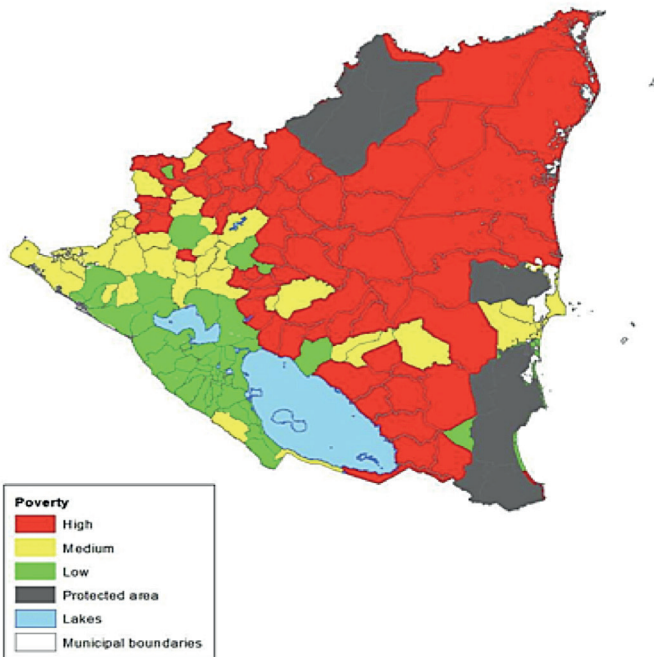 Poverty
High
Medium
Low
Protected area
Lakes
Municipal boundaries